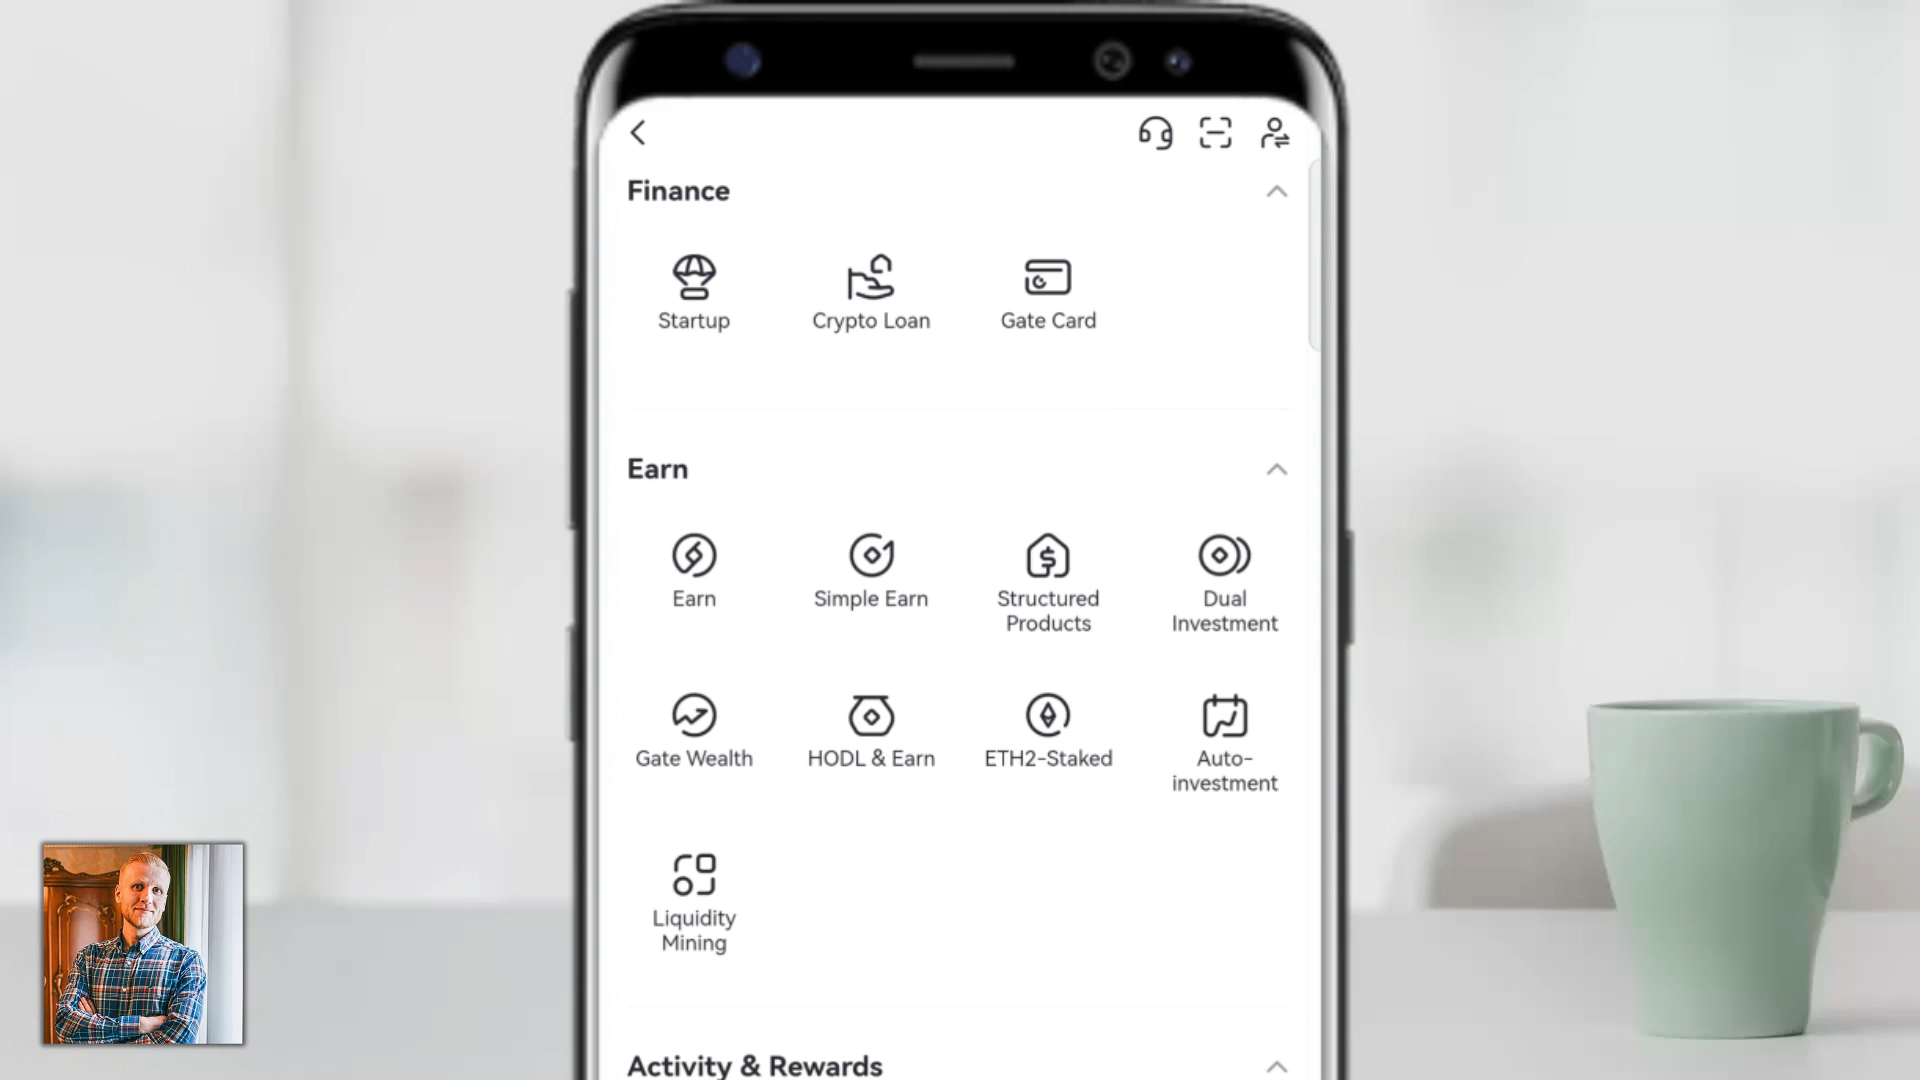 Finance
Startup
Crypto Loan
Gate Card
Earn
Earn
Simple Earn
Structured
Products
Dual
Investment
Gate Wealth
HODL & Earn
ETH2-Staked
Auto-
investment
Liquidity
Mining
Activity & Rewards